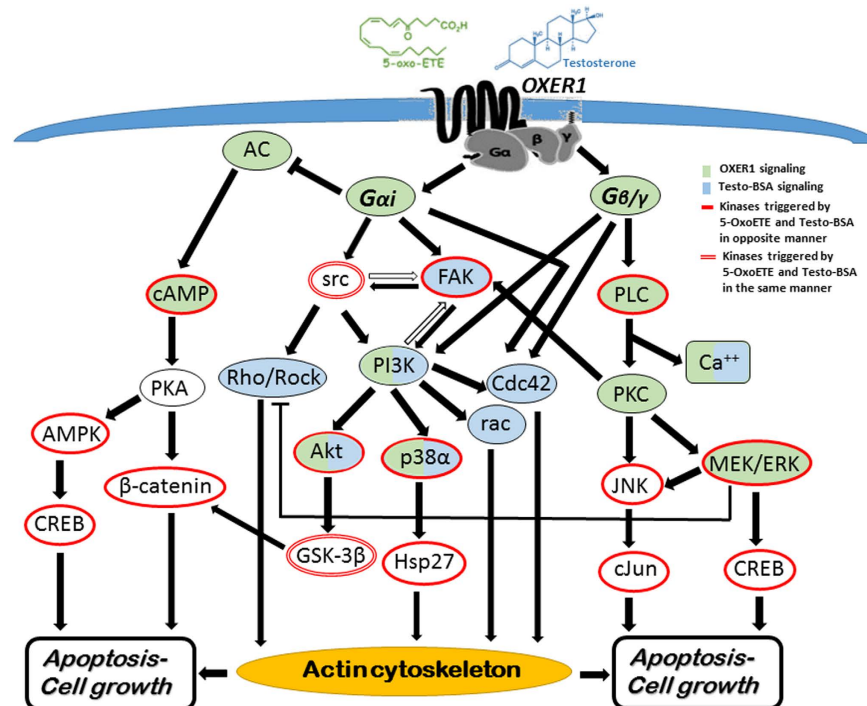 O
CO₂H
5-oxo-ETE
OH
H
H
H
O
Testosterone
OXER1
Gα
β
γ
AC
Gαi
Gβ/γ
OXER1 signaling
Testo-BSA signaling
Kinases triggered by
5-OxoETE and Testo-BSA
in opposite manner
Kinases triggered by
5-OxoETE and Testo-BSA
in the same manner
cAMP
src
FAK
PLC
Ca⁺⁺
PKA
Rho/Rock
PI3K
Cdc42
PKC
rac
AMPK
Akt
p38α
MEK/ERK
β-catenin
JNK
CREB
GSK-3β
Hsp27
cJun
CREB
Apoptosis-
Cell growth
Actin cytoskeleton
Apoptosis-
Cell growth